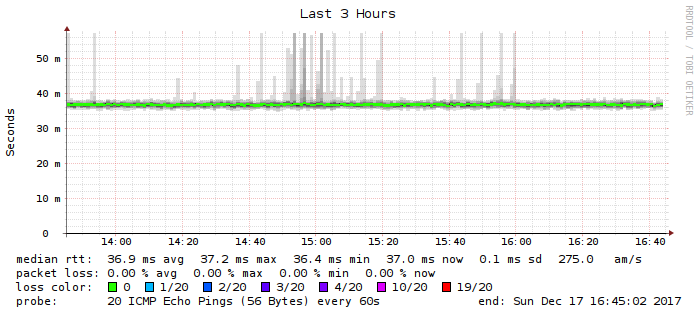 Last 3 Hours
RRDTOOL / TOBI OETIKER
Seconds
50 m
40 m
30 m
20 m
10 m
0
14:00 14:20 14:40 15:00 15:20 15:40 16:00 16:20 16:40
median rtt: 36.9 ms avg 37.2 ms max 36.4 ms min 37.0 ms now 0.1 ms sd 275.0 am/s
packet loss: 0.00 % avg 0.00 % max 0.00 % min 0.00 % now
loss color: 0 1/20 2/20 3/20 4/20 10/20 19/20
probe: 20 ICMP Echo Pings (56 Bytes) every 60s end: Sun Dec 17 16:45:02 2017